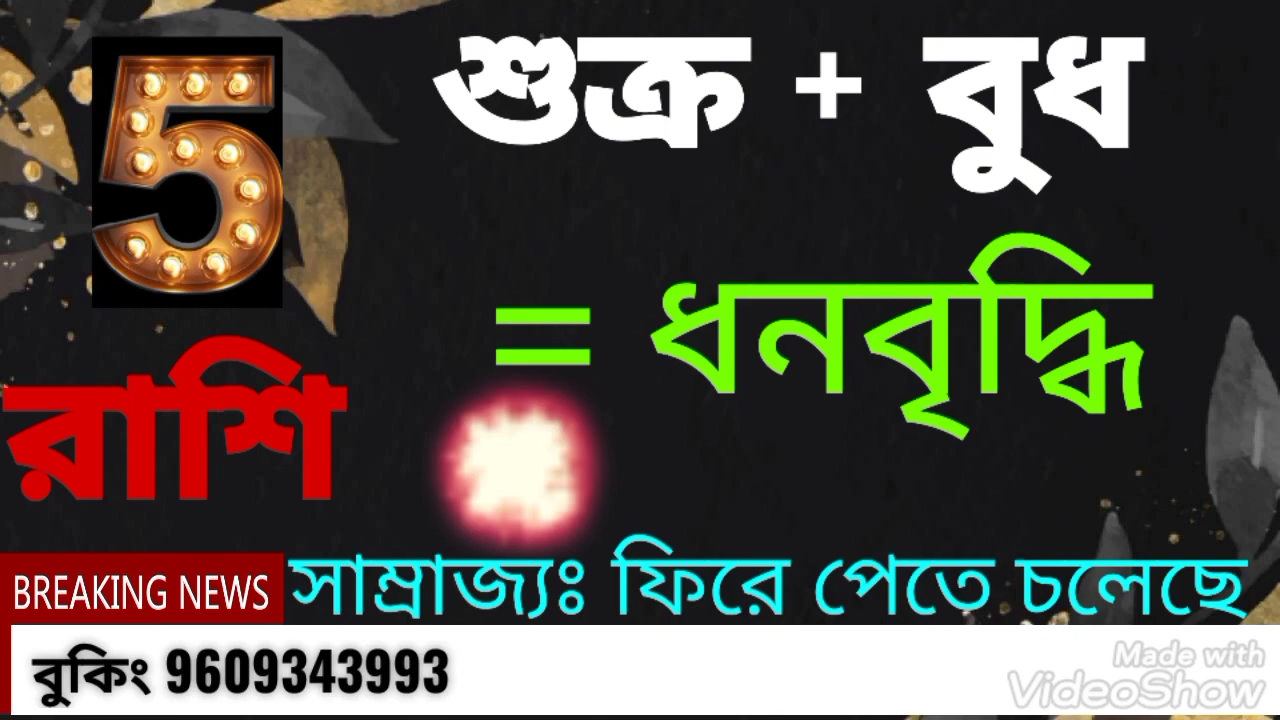 5
শুক্র + বুধ
= ধনবৃদ্ধি
রাশি
BREAKING NEWS
সাম্রাজ্যঃ ফিরে পেতে চলেছে
বুকিং 9609343993
Made with
VideoShow